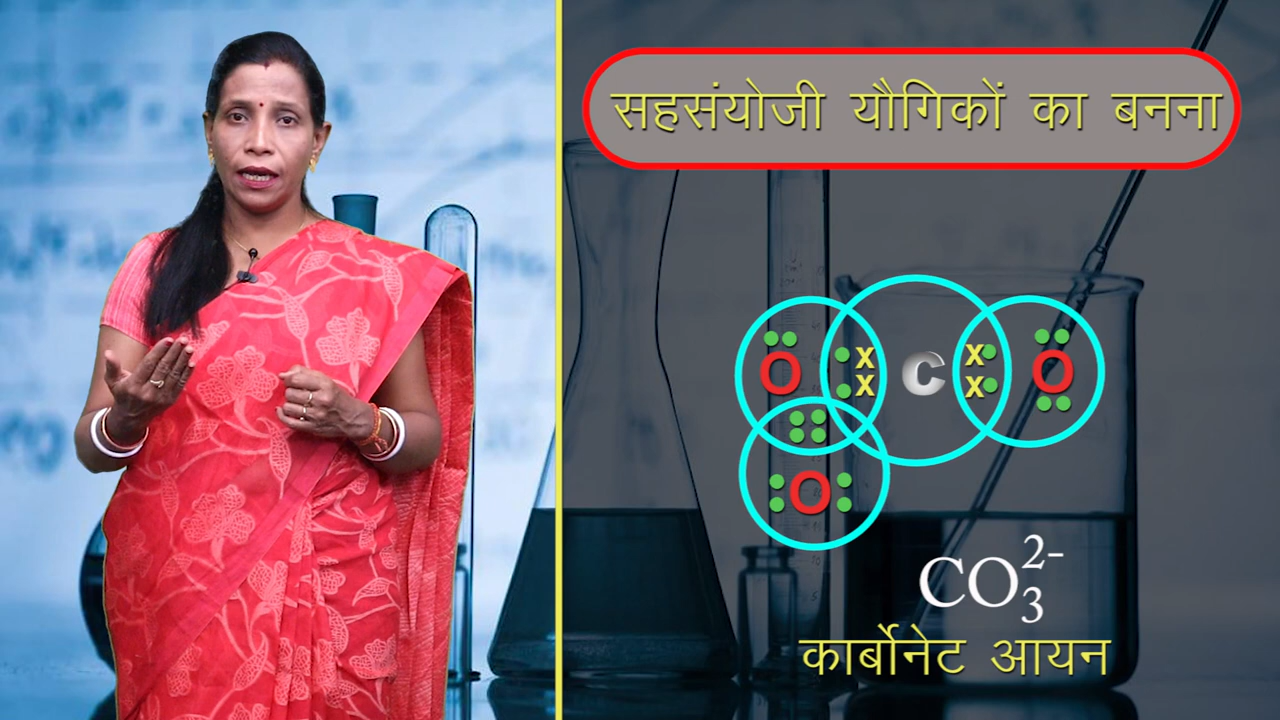 सहसंयोजी यौगिकों का बनना
O x x C x x O
O
CO₃²⁻
कार्बोनेट आयन